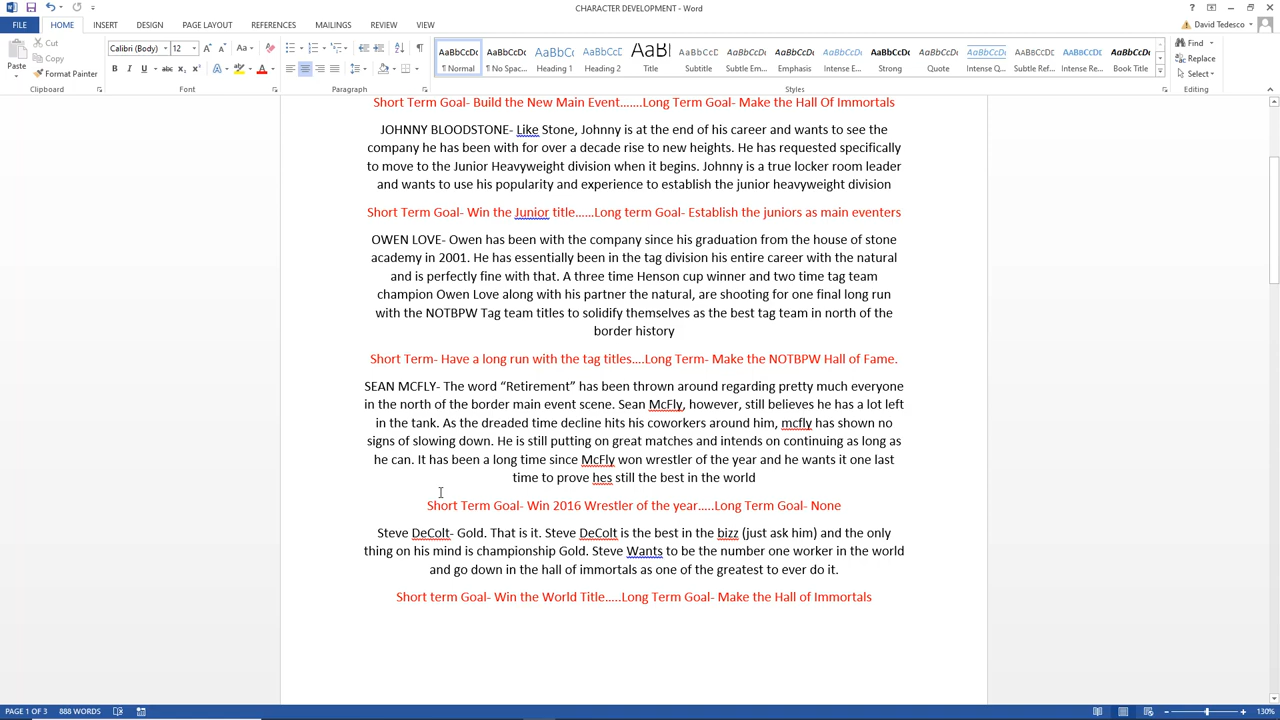 CHARACTER DEVELOPMENT - Word
FILE HOME INSERT DESIGN PAGE LAYOUT REFERENCES MAILINGS REVIEW VIEW David Tedesco
Paste Cut Copy Format Painter
Calibri (Body) 12
Clipboard Font Paragraph Styles Editing
AaBbCcDc ¶ Normal
AaBbCcDc ¶ No Spac...
AaBbCc Heading 1
AaBbCcD Heading 2
AaBl Title
AaBbCcD Subtitle
AaBbCcDc Subtle Em...
AaBbCcDc Emphasis
AaBbCcDc Intense E...
AaBbCcDc Strong
AaBbCcDc Quote
AaBbCcDc Intense Q...
AaBbCcDc Subtle Ref...
AaBbCcDc Intense Re...
AaBbCcDc Book Title
Find
Replace
Select
Short Term Goal- Build the New Main Event…….Long Term Goal- Make the Hall Of Immortals
JOHNNY BLOODSTONE- Like Stone, Johnny is at the end of his career and wants to see the
company he has been with for over a decade rise to new heights. He has requested specifically
to move to the Junior Heavyweight division when it begins. Johnny is a true locker room leader
and wants to use his popularity and experience to establish the junior heavyweight division
Short Term Goal- Win the Junior title……Long term Goal- Establish the juniors as main eventers
OWEN LOVE- Owen has been with the company since his graduation from the house of stone
academy in 2001. He has essentially been in the tag division his entire career with the natural
and is perfectly fine with that. A three time Henson cup winner and two time tag team
champion Owen Love along with his partner the natural, are shooting for one final long run
with the NOTBPW Tag team titles to solidify themselves as the best tag team in north of the
border history
Short Term- Have a long run with the tag titles….Long Term- Make the NOTBPW Hall of Fame.
SEAN MCFLY- The word “Retirement” has been thrown around regarding pretty much everyone
in the north of the border main event scene. Sean McFly, however, still believes he has a lot left
in the tank. As the dreaded time decline hits his coworkers around him, mcfly has shown no
signs of slowing down. He is still putting on great matches and intends on continuing as long as
he can. It has been a long time since McFly won wrestler of the year and he wants it one last
time to prove hes still the best in the world
Short Term Goal- Win 2016 Wrestler of the year…..Long Term Goal- None
Steve DeColt- Gold. That is it. Steve DeColt is the best in the bizz (just ask him) and the only
thing on his mind is championship Gold. Steve Wants to be the number one worker in the world
and go down in the hall of immortals as one of the greatest to ever do it.
Short term Goal- Win the World Title…..Long Term Goal- Make the Hall of Immortals
PAGE 1 OF 3 888 WORDS 130%